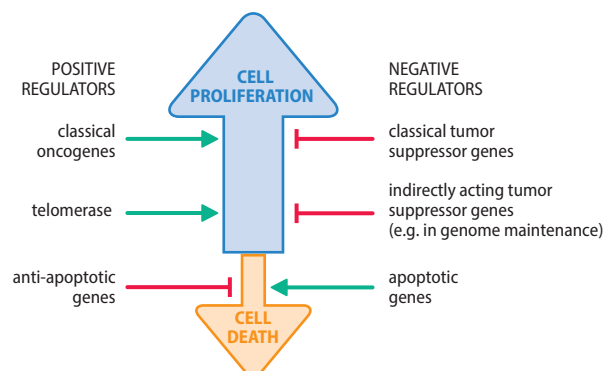 POSITIVE
REGULATORS
CELL
PROLIFERATION
NEGATIVE
REGULATORS
classical
oncogenes
classical tumor
suppressor genes
telomerase
indirectly acting tumor
suppressor genes
(e.g. in genome maintenance)
anti-apoptotic
genes
apoptotic
genes
CELL
DEATH